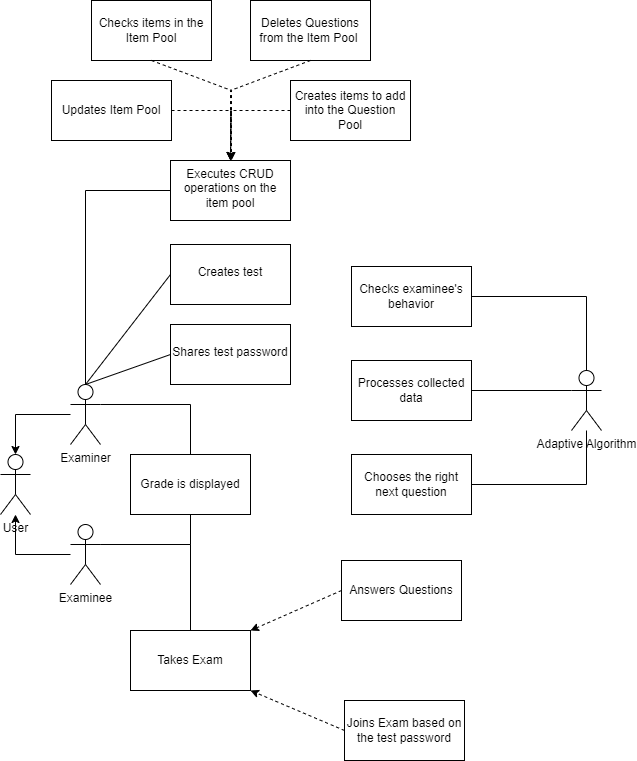 Checks items in the
Item Pool
Deletes Questions
from the Item Pool
Updates Item Pool
Creates items to add
into the Question
Pool
Executes CRUD
operations on the
item pool
Creates test
Shares test password
Checks examinee's
behavior
Processes collected
data
Adaptive Algorithm
Chooses the right
next question
Examiner
Grade is displayed
User
Examinee
Answers Questions
Takes Exam
Joins Exam based on
the test password